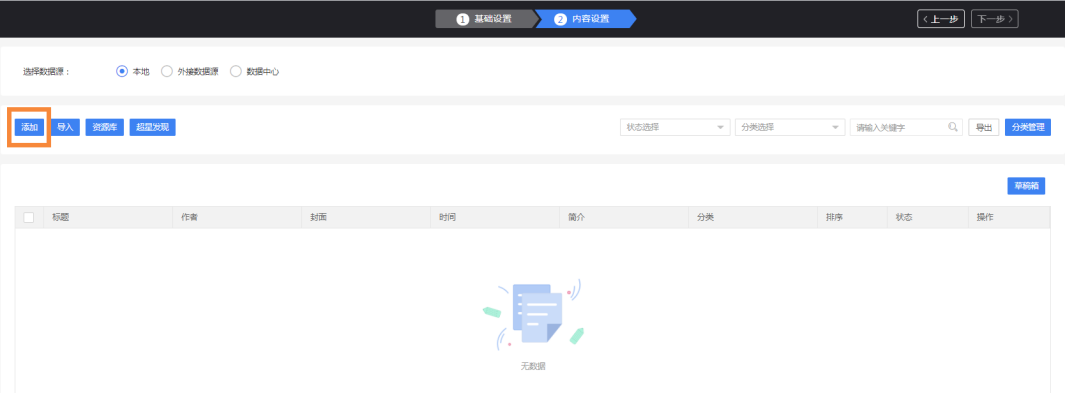 1 基础设置 2 内容设置 <上一步 下一步>
选择数据源： 本地 外接数据源 数据中心
添加 导入 资源库 超星发现 状态选择 分类选择 请输入关键字 导出 分类管理
草稿箱
标题 作者 封面 时间 简介 分类 排序 状态 操作
无数据